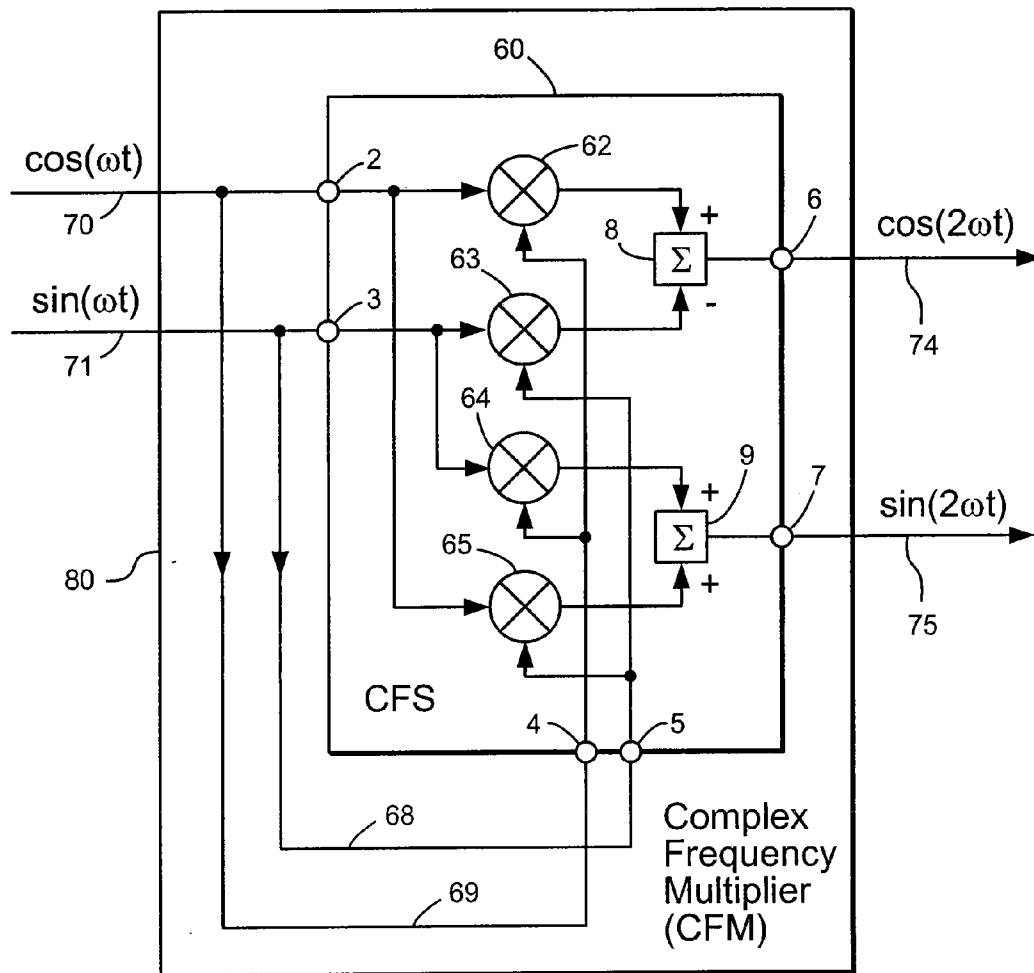 60
cos(ωt)
2
62
70
+
8
Σ
6
cos(2ωt)
63
-
sin(ωt)
3
74
71
64
9
+
7
sin(2ωt)
Σ
65
+
80
75
CFS
4
5
68
Complex
Frequency
Multiplier
(CFM)
69